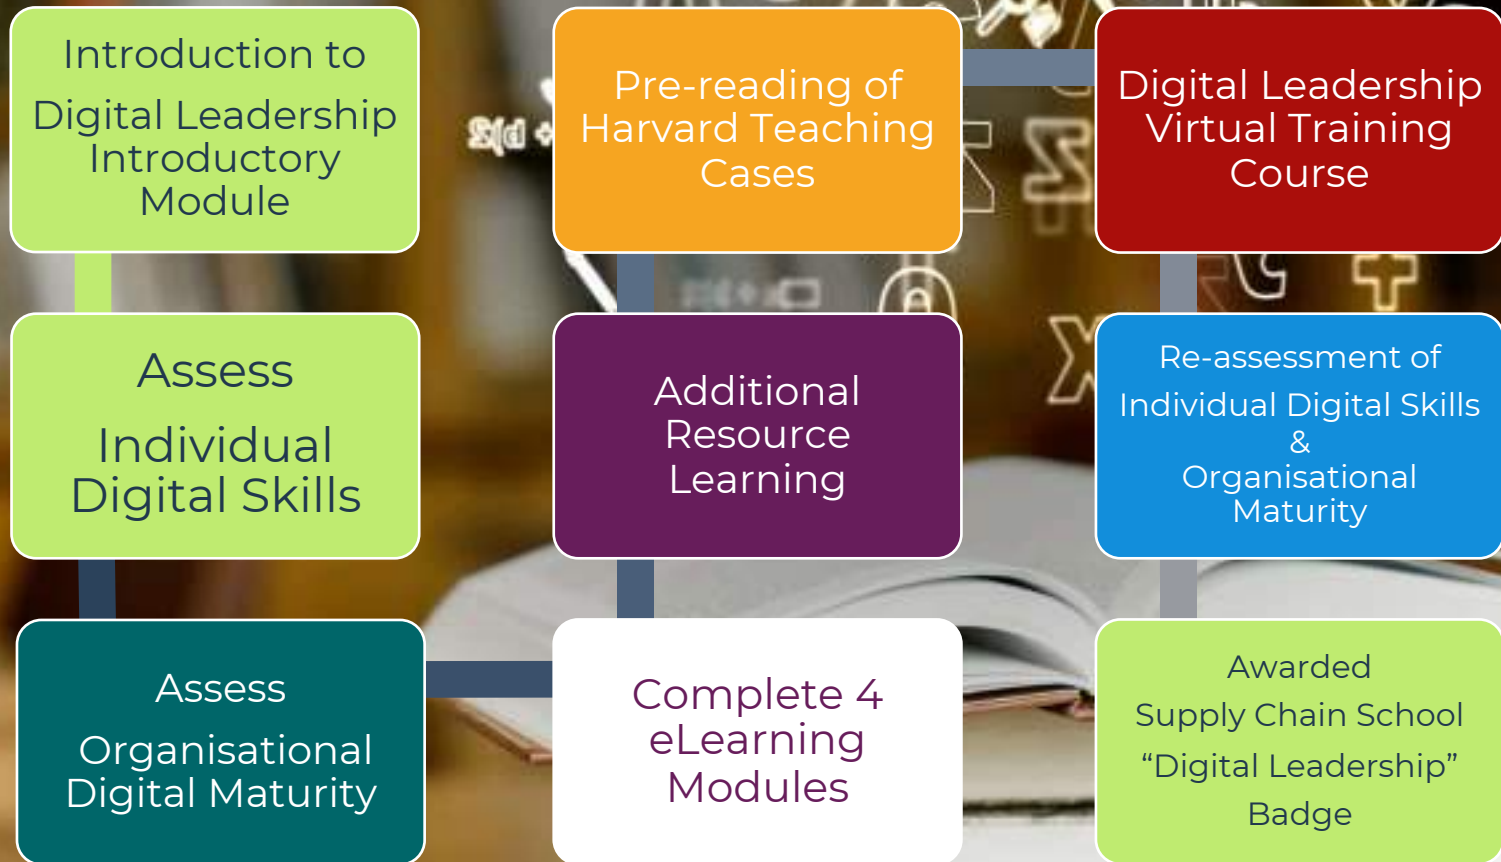 Introduction to
Digital Leadership
Introductory
Module
Pre-reading of
Harvard Teaching
Cases
Digital Leadership
Virtual Training
Course
Assess
Individual
Digital Skills
Additional
Resource
Learning
Re-assessment of
Individual Digital Skills
&
Organisational
Maturity
Assess
Organisational
Digital Maturity
Complete 4
eLearning
Modules
Awarded
Supply Chain School
“Digital Leadership”
Badge